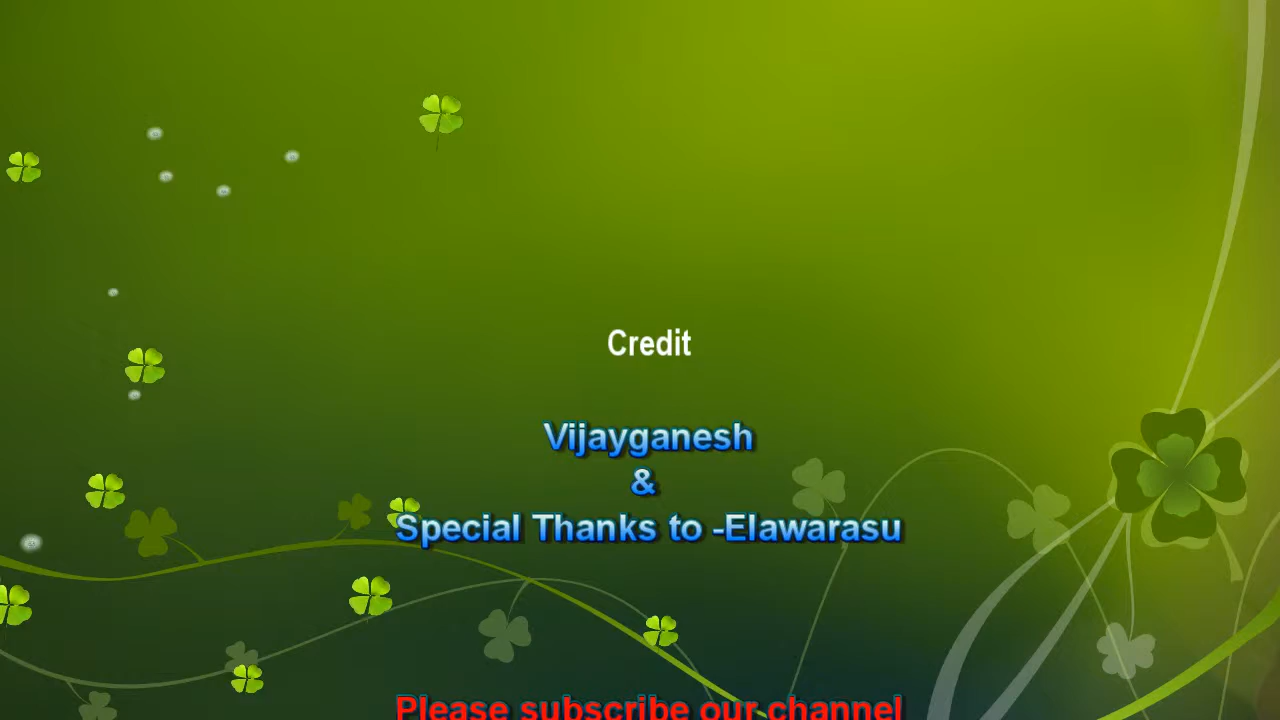 Credit
Vijayganesh
&
Special Thanks to -Elawarasu
Please subscribe our channel